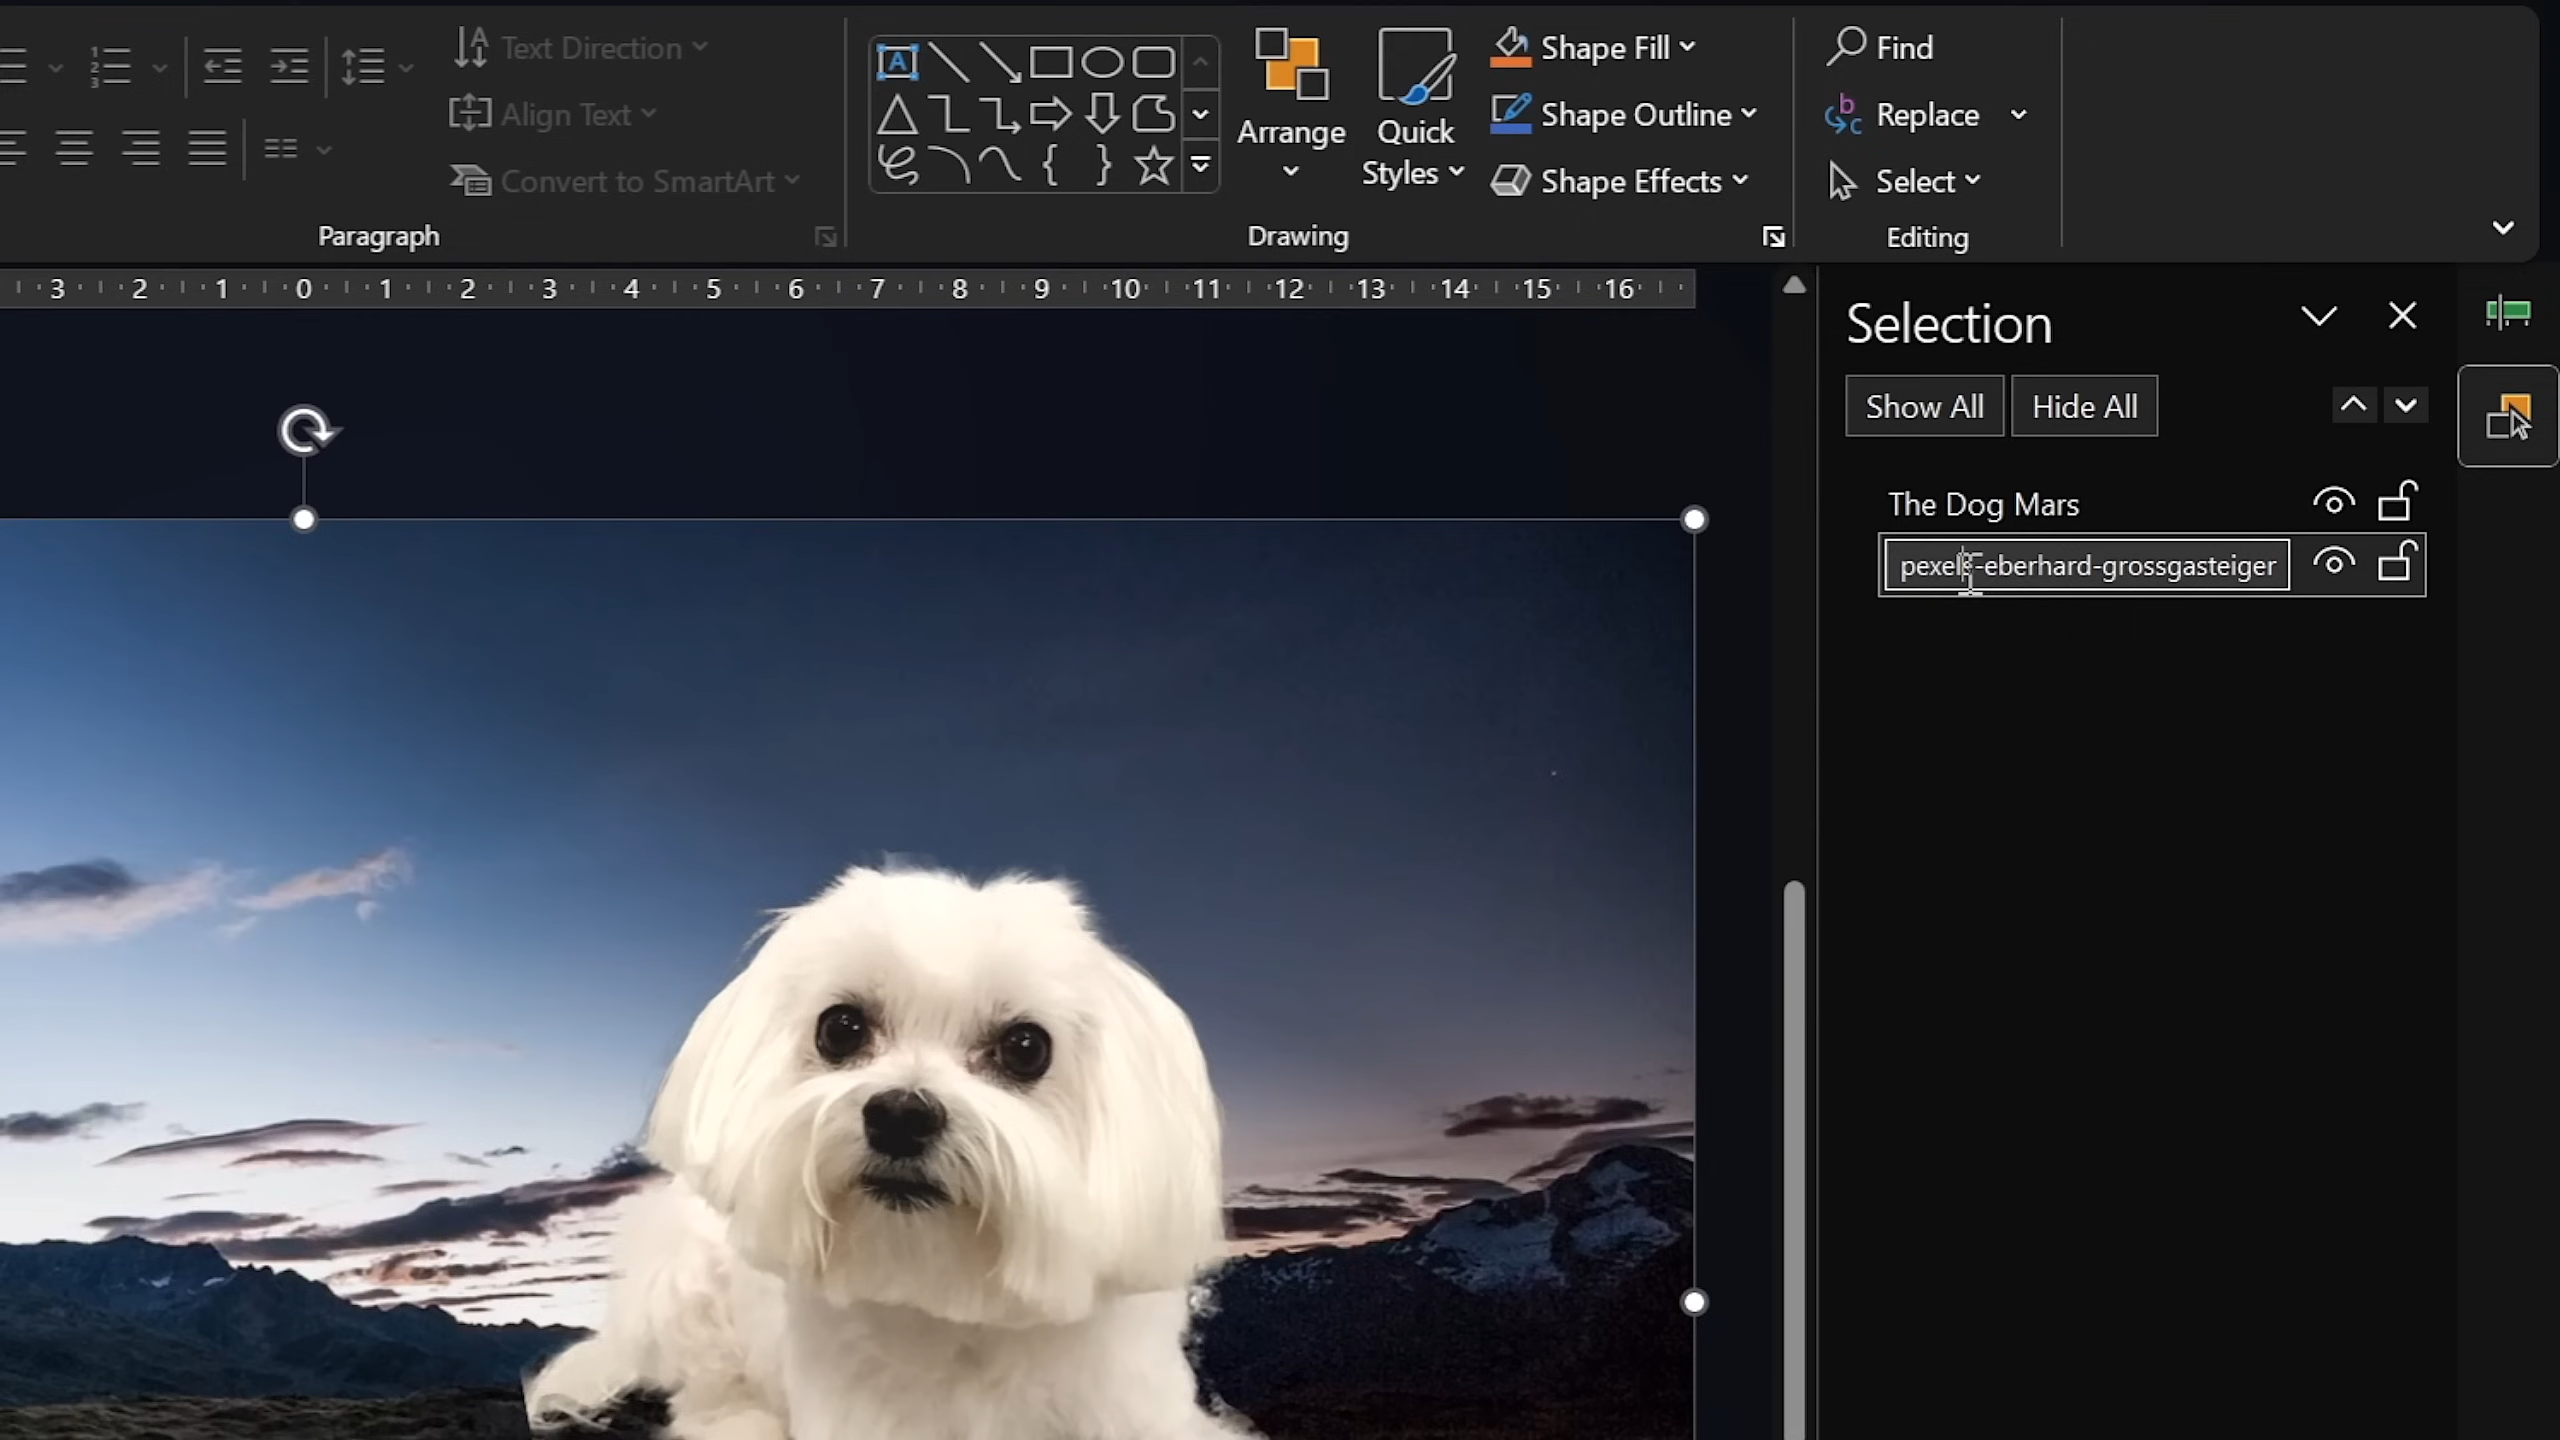 Text Direction
Align Text
Convert to SmartArt
Paragraph
Arrange
Quick
Styles
Shape Fill
Shape Outline
Shape Effects
Drawing
Find
Replace
Select
Editing
3 2 1 0 1 2 3 4 5 6 7 8 9 10 11 12 13 14 15 16
Selection
Show All
Hide All
The Dog Mars
pexels-eberhard-grossgasteiger